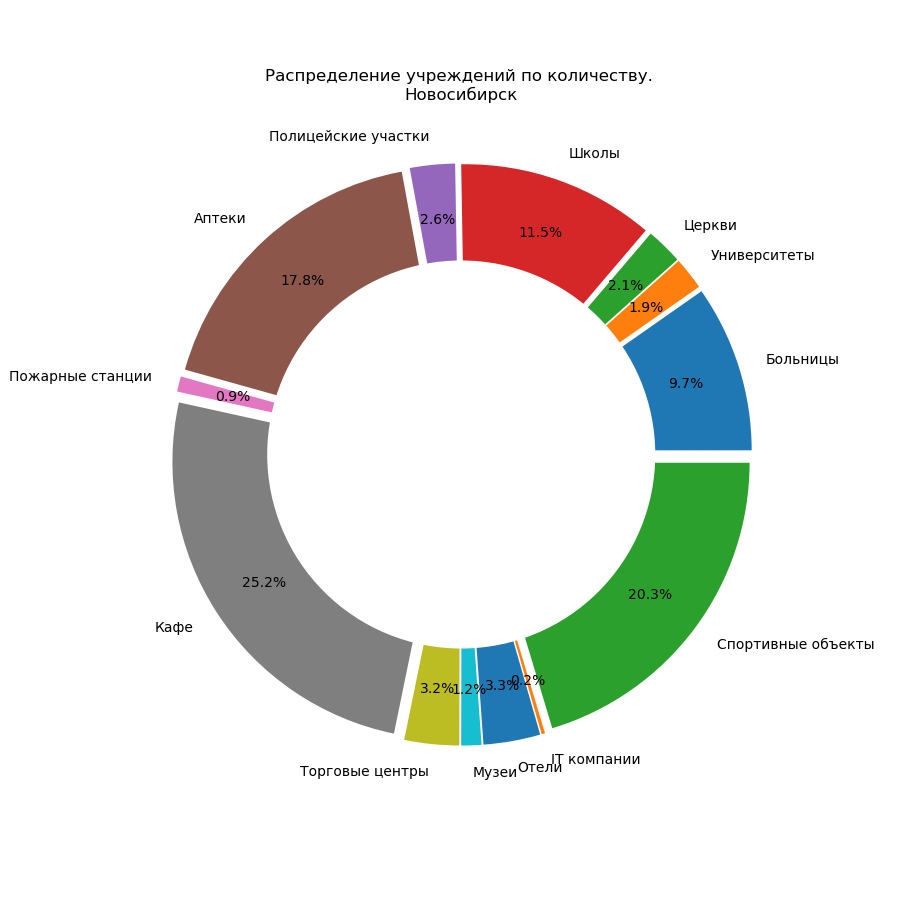 Распределение учреждений по количеству.
Новосибирск
Полицейские участки
Школы
Аптеки
Церкви
2.6%
11.5%
Университеты
17.8%
2.1%
1.9%
Больницы
Пожарные станции
9.7%
0.9%
25.2%
20.3%
Кафе
Спортивные объекты
3.2%
1.2%
3.3%
0.2%
Торговые центры
Музеи
Отели
IT компании